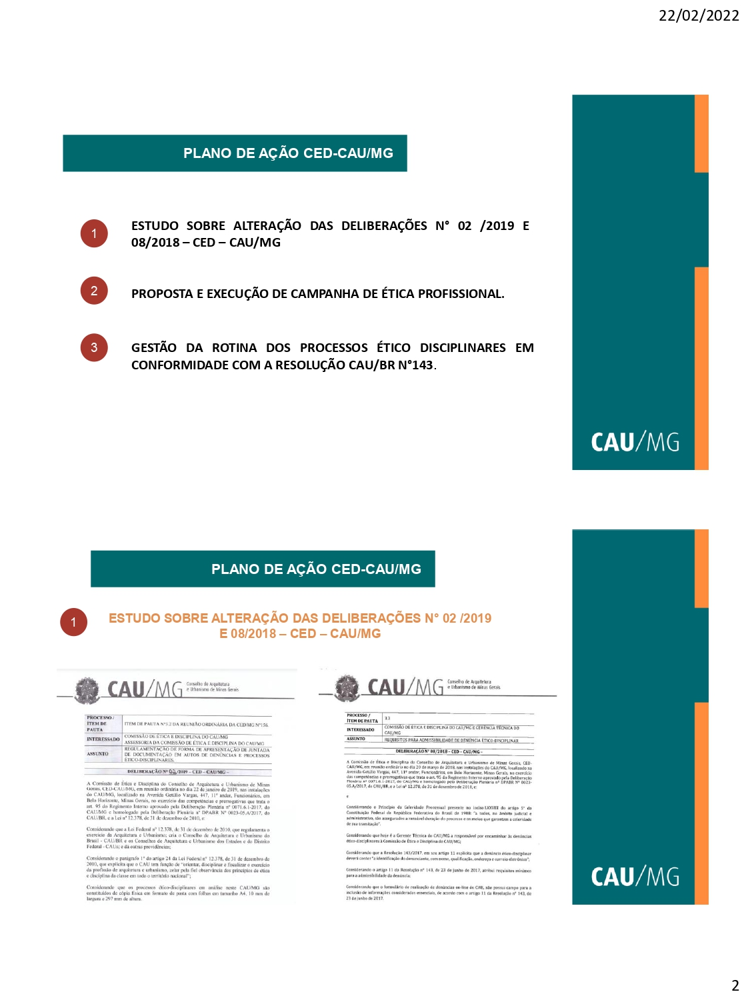 22/02/2022
PLANO DE AÇÃO CED-CAU/MG
1
ESTUDO SOBRE ALTERAÇÃO DAS DELIBERAÇÕES N° 02 /2019 E
08/2018 – CED – CAU/MG
2
PROPOSTA E EXECUÇÃO DE CAMPANHA DE ÉTICA PROFISSIONAL.
3
GESTÃO DA ROTINA DOS PROCESSOS ÉTICO DISCIPLINARES EM
CONFORMIDADE COM A RESOLUÇÃO CAU/BR N°143.
CAU/MG
PLANO DE AÇÃO CED-CAU/MG
1
ESTUDO SOBRE ALTERAÇÃO DAS DELIBERAÇÕES N° 02 /2019
E 08/2018 – CED – CAU/MG
CAU/MG
Conselho de Arquitetura
e Urbanismo de Minas Gerais
PROCESSO /
ITEM DE
PAUTA
ITEM DE PAUTA Nº3.2 DA REUNIÃO ORDINÁRIA DA CED/MG Nº156.
INTERESSADO
COMISSÃO DE ÉTICA E DISCIPLINA DO CAU/MG
ASSESSORIA DA COMISSÃO DE ÉTICA E DISCIPLINA DO CAU/MG
ASSUNTO
REGULAMENTAÇÃO DE FORMA DE APRESENTAÇÃO DE JUNTADA
DE DOCUMENTAÇÃO EM AUTOS DE DENÚNCIAS E PROCESSOS
ÉTICO-DISCIPLINARES.
DELIBERAÇÃO Nº 02/2019 – CED – CAU/MG –
A Comissão de Ética e Disciplina do Conselho de Arquitetura e Urbanismo de Minas
Gerais, CED-CAU/MG, em reunião ordinária no dia 22 de janeiro de 2019, nas instalações
do CAU/MG, localizado na Avenida Getúlio Vargas, 447, 11º andar, Funcionários, em
Belo Horizonte, Minas Gerais, no exercício das competências e prerrogativas que trata o
art. 95 do Regimento Interno aprovado pela Deliberação Plenária nº 0071.6.1-2017, do
CAU/MG e homologado pela Deliberação Plenária nº DPABR Nº 0023-05.A/2017, do
CAU/BR, e a Lei nº 12.378, de 31 de dezembro de 2010, e:
Considerando que a Lei Federal nº 12.378, de 31 de dezembro de 2010, que regulamenta o
exercício da Arquitetura e Urbanismo; cria o Conselho de Arquitetura e Urbanismo do
Brasil - CAU/BR e os Conselhos de Arquitetura e Urbanismo dos Estados e do Distrito
Federal - CAUs; e dá outras providências;
Considerando o parágrafo 1º do artigo 24 da Lei Federal nº 12.378, de 31 de dezembro de
2010, que explicita que o CAU tem função de "orientar, disciplinar e fiscalizar o exercício
da profissão de arquitetura e urbanismo, zelar pela fiel observância dos princípios de ética
e disciplina da classe em todo o território nacional";
Considerando que os processos ético-disciplinares em análise neste CAU/MG são
constituídos de cópia física em formato de pasta com folhas em tamanho A4, 10 mm de
largura e 297 mm de altura.
CAU/MG
Conselho de Arquitetura
e Urbanismo de Minas Gerais
PROCESSO /
ITEM DE PAUTA
3.3
INTERESSADO
COMISSÃO DE ÉTICA E DISCIPLINA DO CAU/MG E GERÊNCIA TÉCNICA DO
CAU/MG
ASSUNTO
REQUISITOS PARA ADMISSIBILIDADE DE DENÚNCIA ÉTICO-DISCIPLINAR
DELIBERAÇÃO Nº 08/2018 – CED – CAU/MG –
A Comissão de Ética e Disciplina do Conselho de Arquitetura e Urbanismo de Minas Gerais, CED-
CAU/MG, em reunião ordinária no dia 20 de março de 2018, nas instalações do CAU/MG, localizado na
Avenida Getúlio Vargas, 447, 11º andar, Funcionários, em Belo Horizonte, Minas Gerais, no exercício
das competências e prerrogativas que trata o art. 95 do Regimento Interno aprovado pela Deliberação
Plenária nº 0071.6.1-2017, do CAU/MG e homologado pela Deliberação Plenária nº DPABR Nº 0023-
05.A/2017, do CAU/BR, e a Lei nº 12.378, de 31 de dezembro de 2010, e:
e
Considerando o Princípio da Celeridade Processual presente no inciso LXXVIII do artigo 5º da
Constituição Federal da República Federativa do Brasil de 1988: "a todos, no âmbito judicial e
administrativo, são assegurados a razoável duração do processo e os meios que garantam a celeridade
de sua tramitação".
Considerando que hoje é a Gerente Técnica do CAU/MG a responsável por encaminhar às denúncias
ético-disciplinares à Comissão de Ética e Disciplina do CAU/MG;
Considerando que a Resolução 143/2017, em seu artigo 11 explicita que a denúncia ético-disciplinar
deverá conter "a identificação do denunciante, com nome, qualificação, endereço e correio eletrônico";
Considerando o artigo 11 da Resolução nº 143, de 23 de junho de 2017, atribui requisitos mínimos
para a admissibilidade da denúncia;
Considerando que o formulário de realização de denúncias on-line do CAU, não possui campo para a
inclusão de informações consideradas essenciais, de acordo com o artigo 11 da Resolução nº 143, de
23 de junho de 2017.
CAU/MG
2